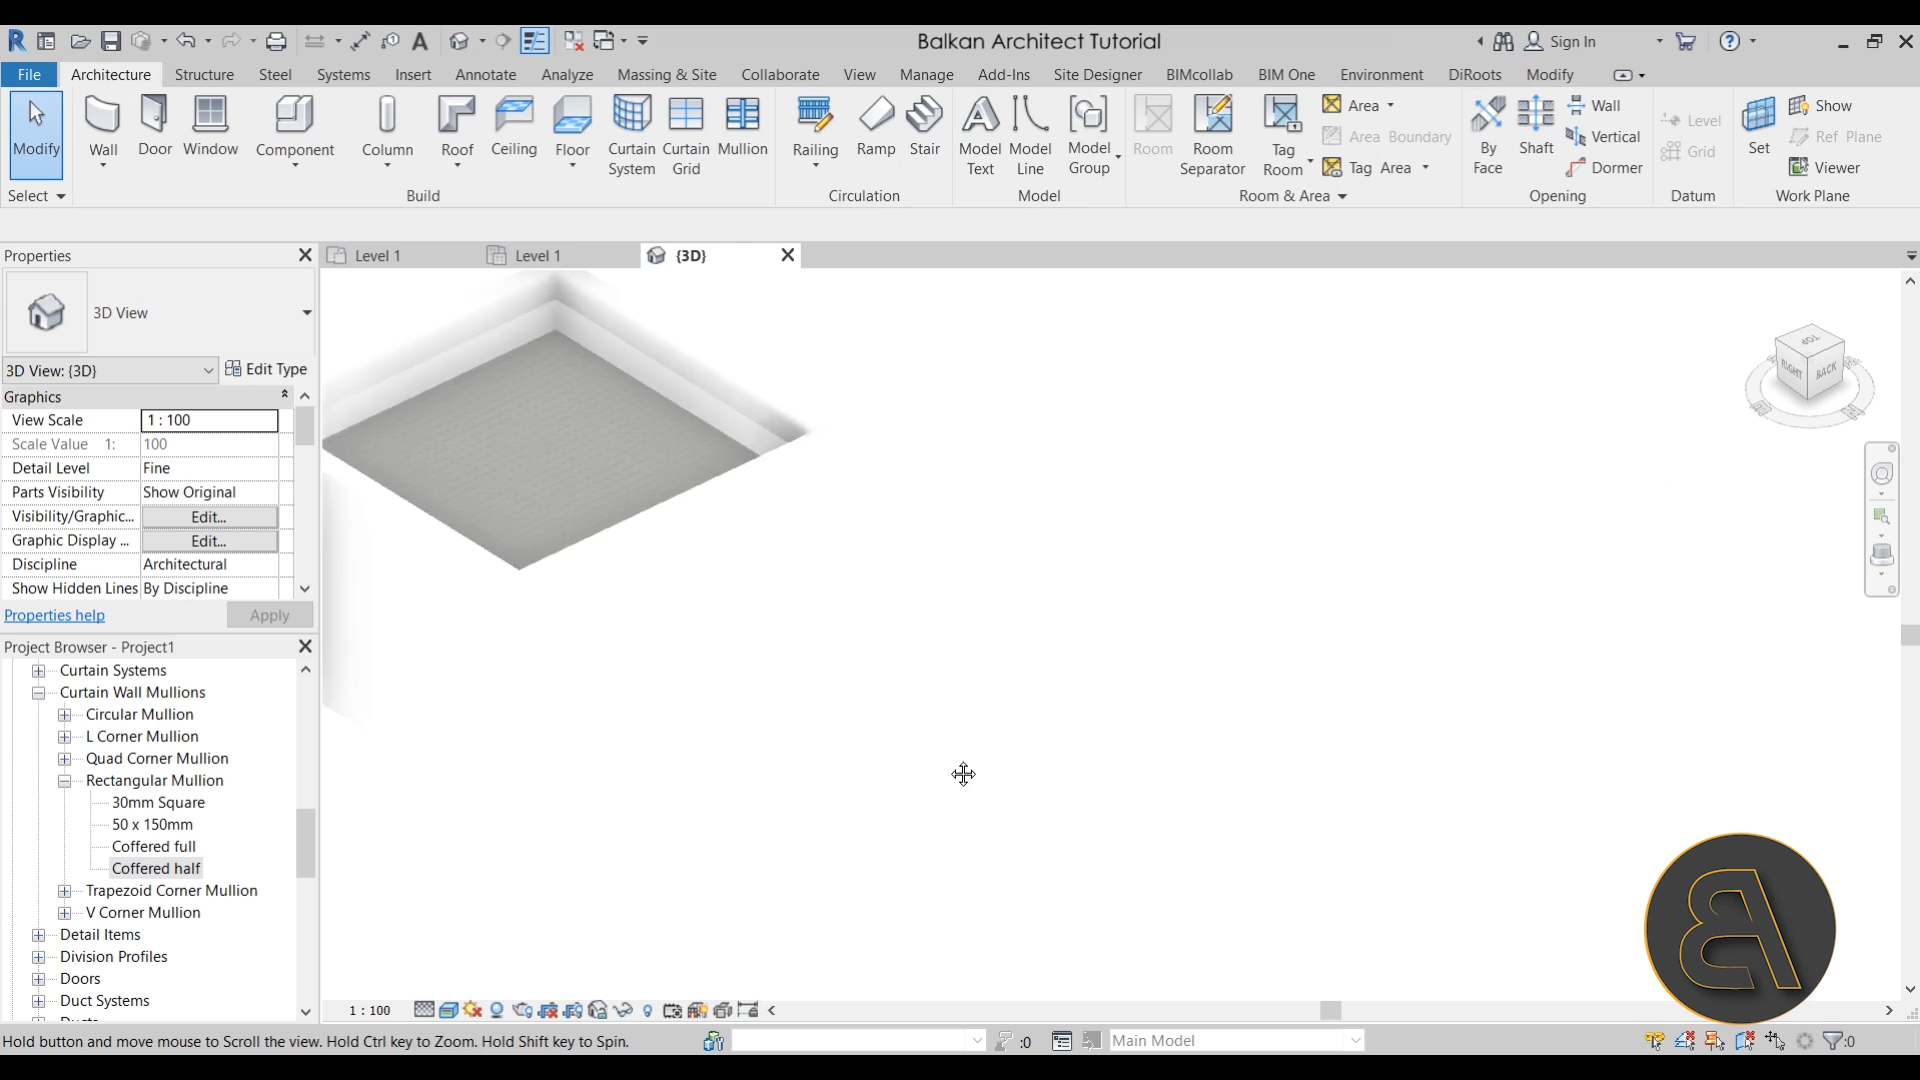 Balkan Architect Tutorial
Sign In
File Architecture Structure Steel Systems Insert Annotate Analyze Massing & Site Collaborate View Manage Add-Ins Site Designer BIMcollab BIM One Environment DiRoots Modify
Modify
Wall
Door
Window
Component
Column
Roof
Ceiling
Floor
Curtain
System
Curtain
Grid
Mullion
Railing
Ramp
Stair
Model
Text
Model
Line
Model
Group
Room
Room
Separator
Tag
Room
Area
Area Boundary
Tag Area
By
Face
Shaft
Wall
Vertical
Dormer
Level
Grid
Set
Show
Ref Plane
Viewer
Select Build Circulation Model Room & Area Opening Datum Work Plane
Properties
Level 1 Level 1 {3D}
3D View
3D View: {3D} Edit Type
Graphics
View Scale 1 : 100
Scale Value 1: 100
Detail Level Fine
Parts Visibility Show Original
Visibility/Graphic... Edit...
Graphic Display ... Edit...
Discipline Architectural
Show Hidden Lines By Discipline
Properties help Apply
TOP
RIGHT BACK
Project Browser - Project1
Curtain Systems
Curtain Wall Mullions
Circular Mullion
L Corner Mullion
Quad Corner Mullion
Rectangular Mullion
30mm Square
50 x 150mm
Coffered full
Coffered half
Trapezoid Corner Mullion
V Corner Mullion
Detail Items
Division Profiles
Doors
Duct Systems
1 : 100
Hold button and move mouse to Scroll the view. Hold Ctrl key to Zoom. Hold Shift key to Spin. :0 Main Model :0